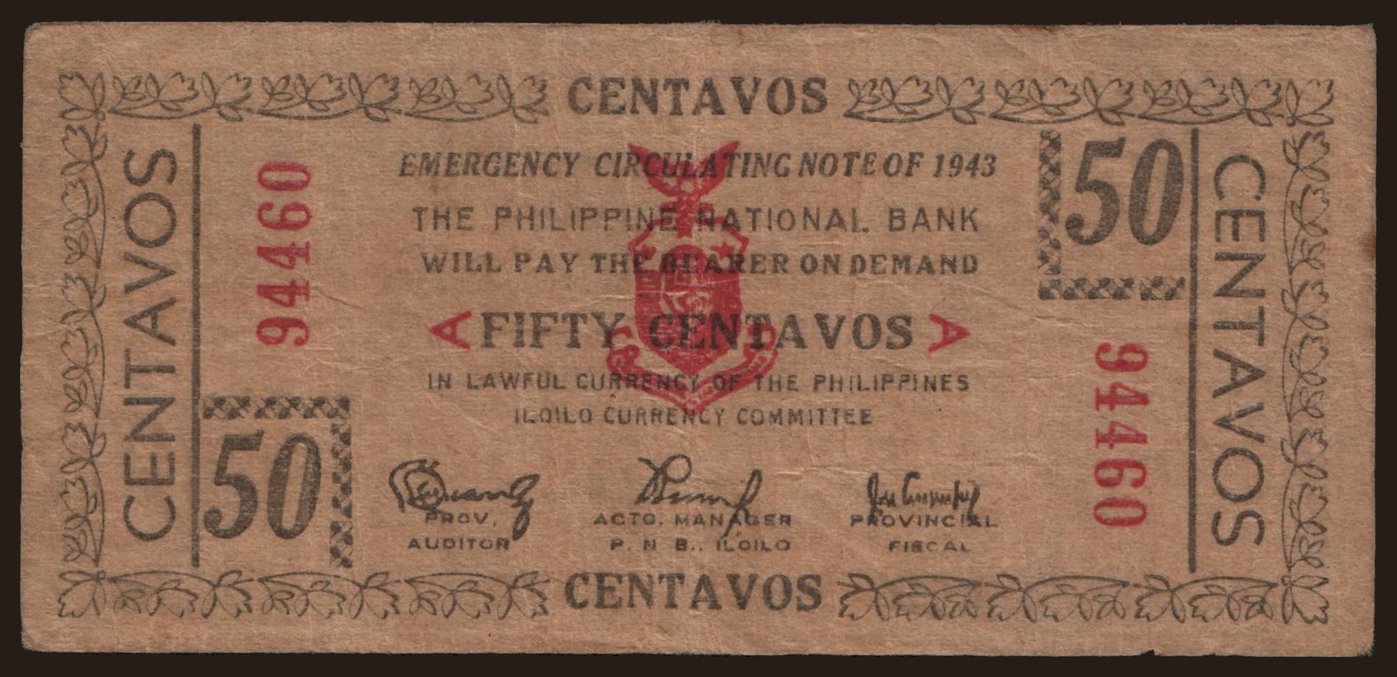 CENTAVOS
CENTAVOS
94460
EMERGENCY CIRCULATING NOTE OF 1943
THE PHILIPPINE NATIONAL BANK
WILL PAY THE BEARER ON DEMAND
A FIFTY CENTAVOS A
IN LAWFUL CURRENCY OF THE PHILIPPINES
ILOILO CURRENCY COMMITTEE
50
CENTAVOS
94460
50
PROV.
AUDITOR
ACTG. MANAGER
P. N. B., ILOILO
PROVINCIAL
FISCAL
CENTAVOS